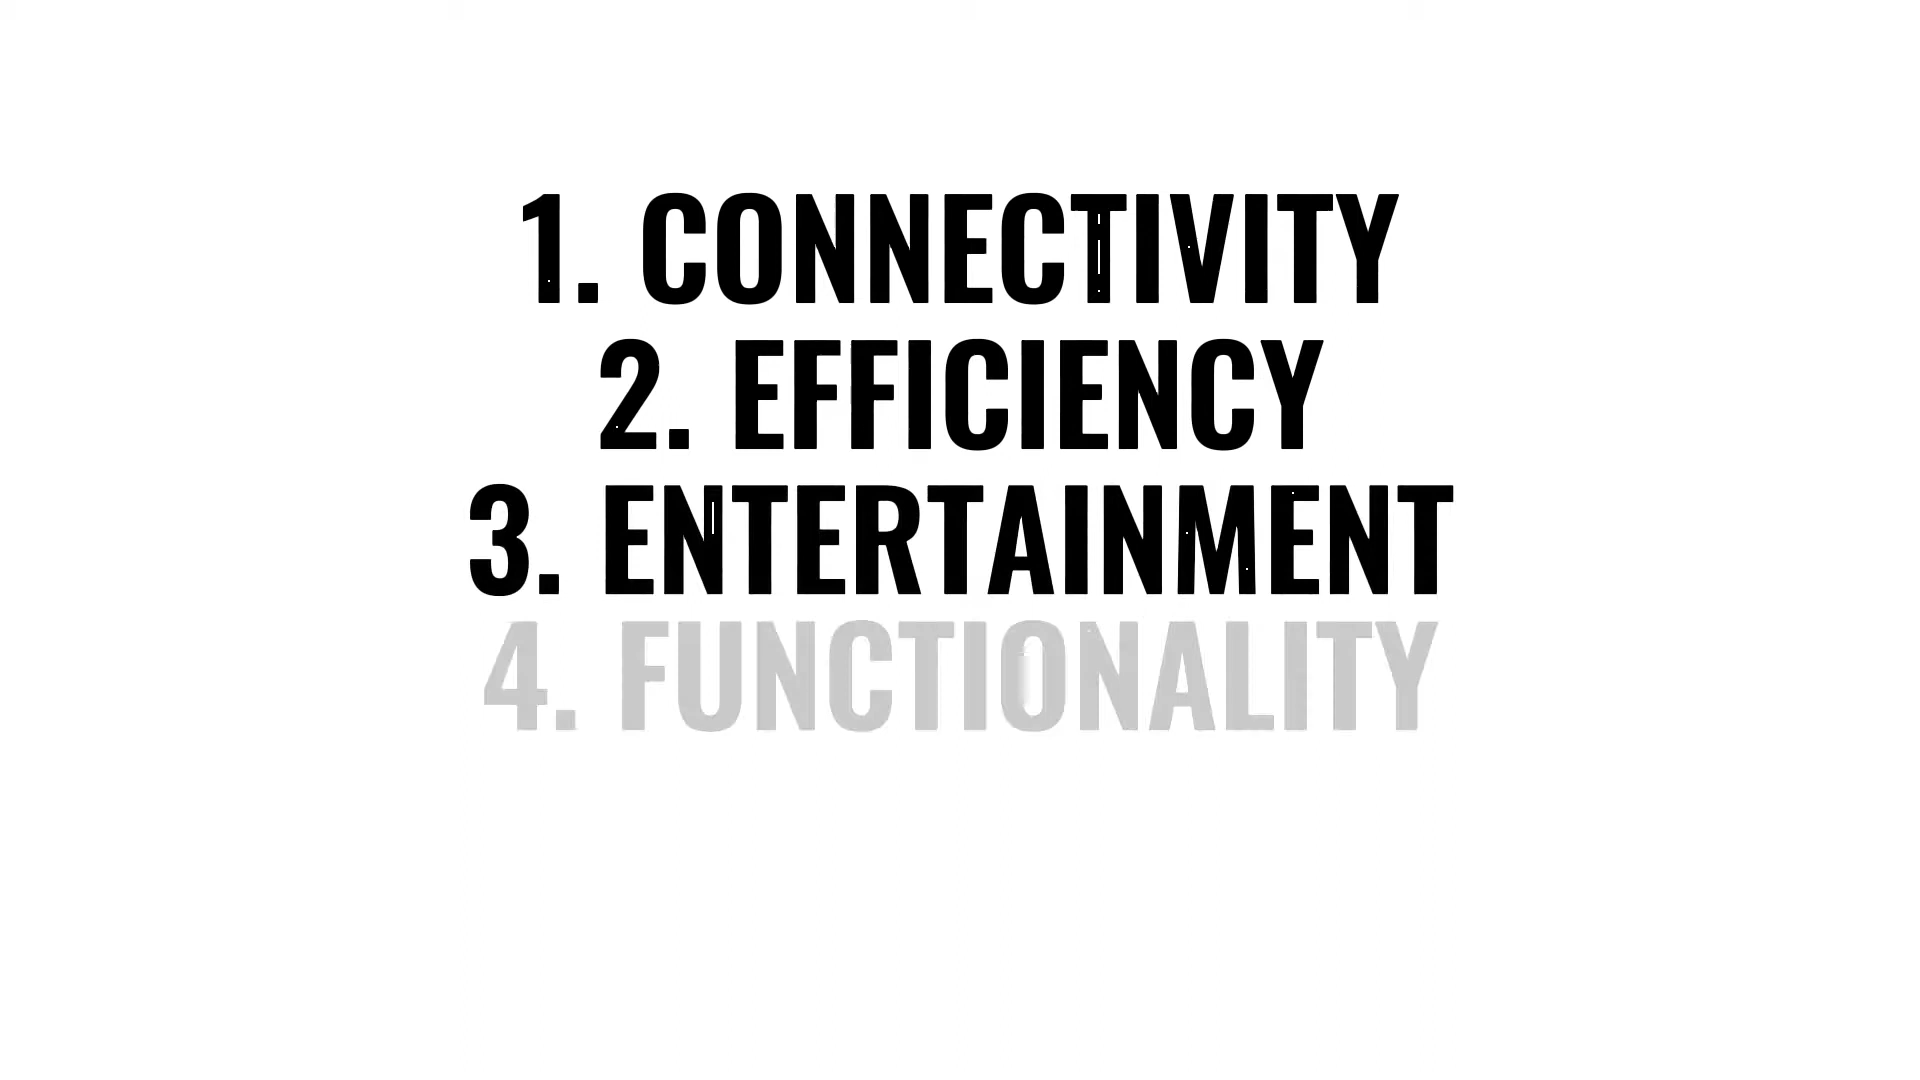 1. CONNECTIVITY
2. EFFICIENCY
3. ENTERTAINMENT
4. FUNCTIONALITY